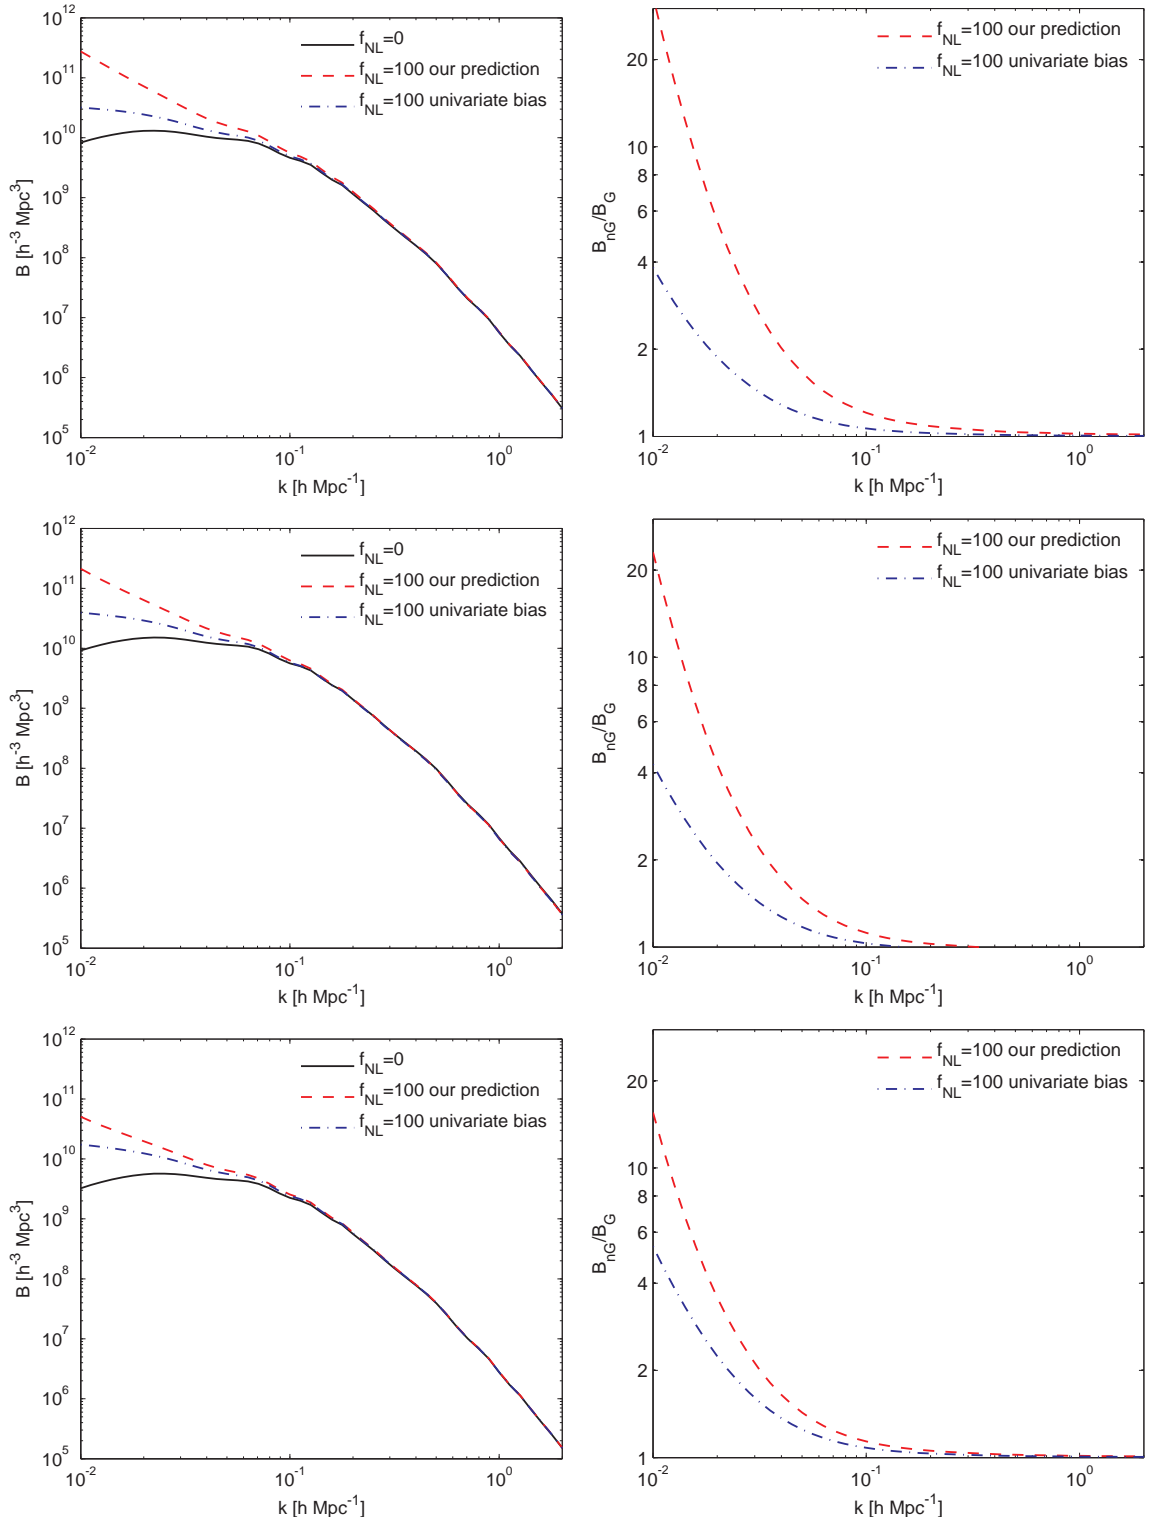 10^12
10^11
10^10
10^9
10^8
10^7
10^6
10^5
B [h^-3 Mpc^3]
f_NL=0
f_NL=100 our prediction
f_NL=100 univariate bias
10^-2
10^-1
10^0
k [h Mpc^-1]
20
10
8
6
4
2
1
B_nG/B_G
f_NL=100 our prediction
f_NL=100 univariate bias
10^-2
10^-1
10^0
k [h Mpc^-1]
10^12
10^11
10^10
10^9
10^8
10^7
10^6
10^5
B [h^-3 Mpc^3]
f_NL=0
f_NL=100 our prediction
f_NL=100 univariate bias
10^-2
10^-1
10^0
k [h Mpc^-1]
20
10
8
6
4
2
1
B_nG/B_G
f_NL=100 our prediction
f_NL=100 univariate bias
10^-2
10^-1
10^0
k [h Mpc^-1]
10^12
10^11
10^10
10^9
10^8
10^7
10^6
10^5
B [h^-3 Mpc^3]
f_NL=0
f_NL=100 our prediction
f_NL=100 univariate bias
10^-2
10^-1
10^0
k [h Mpc^-1]
20
10
8
6
4
2
1
B_nG/B_G
f_NL=100 our prediction
f_NL=100 univariate bias
10^-2
10^-1
10^0
k [h Mpc^-1]